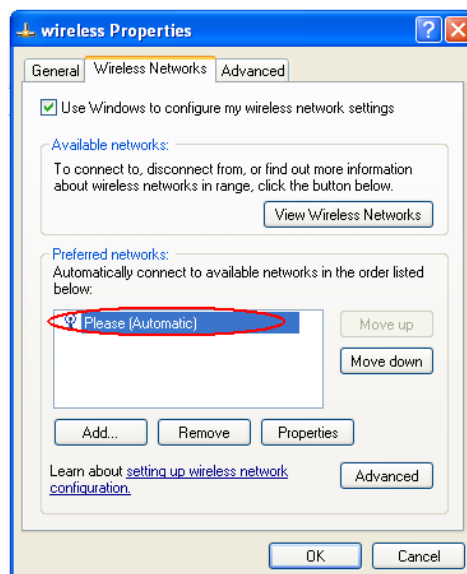 wireless Properties
General Wireless Networks Advanced
Use Windows to configure my wireless network settings
Available networks:
To connect to, disconnect from, or find out more information
about wireless networks in range, click the button below.
View Wireless Networks
Preferred networks:
Automatically connect to available networks in the order listed
below:
Please (Automatic)
Move up
Move down
Add... Remove Properties
Learn about setting up wireless network
configuration.
Advanced
OK Cancel